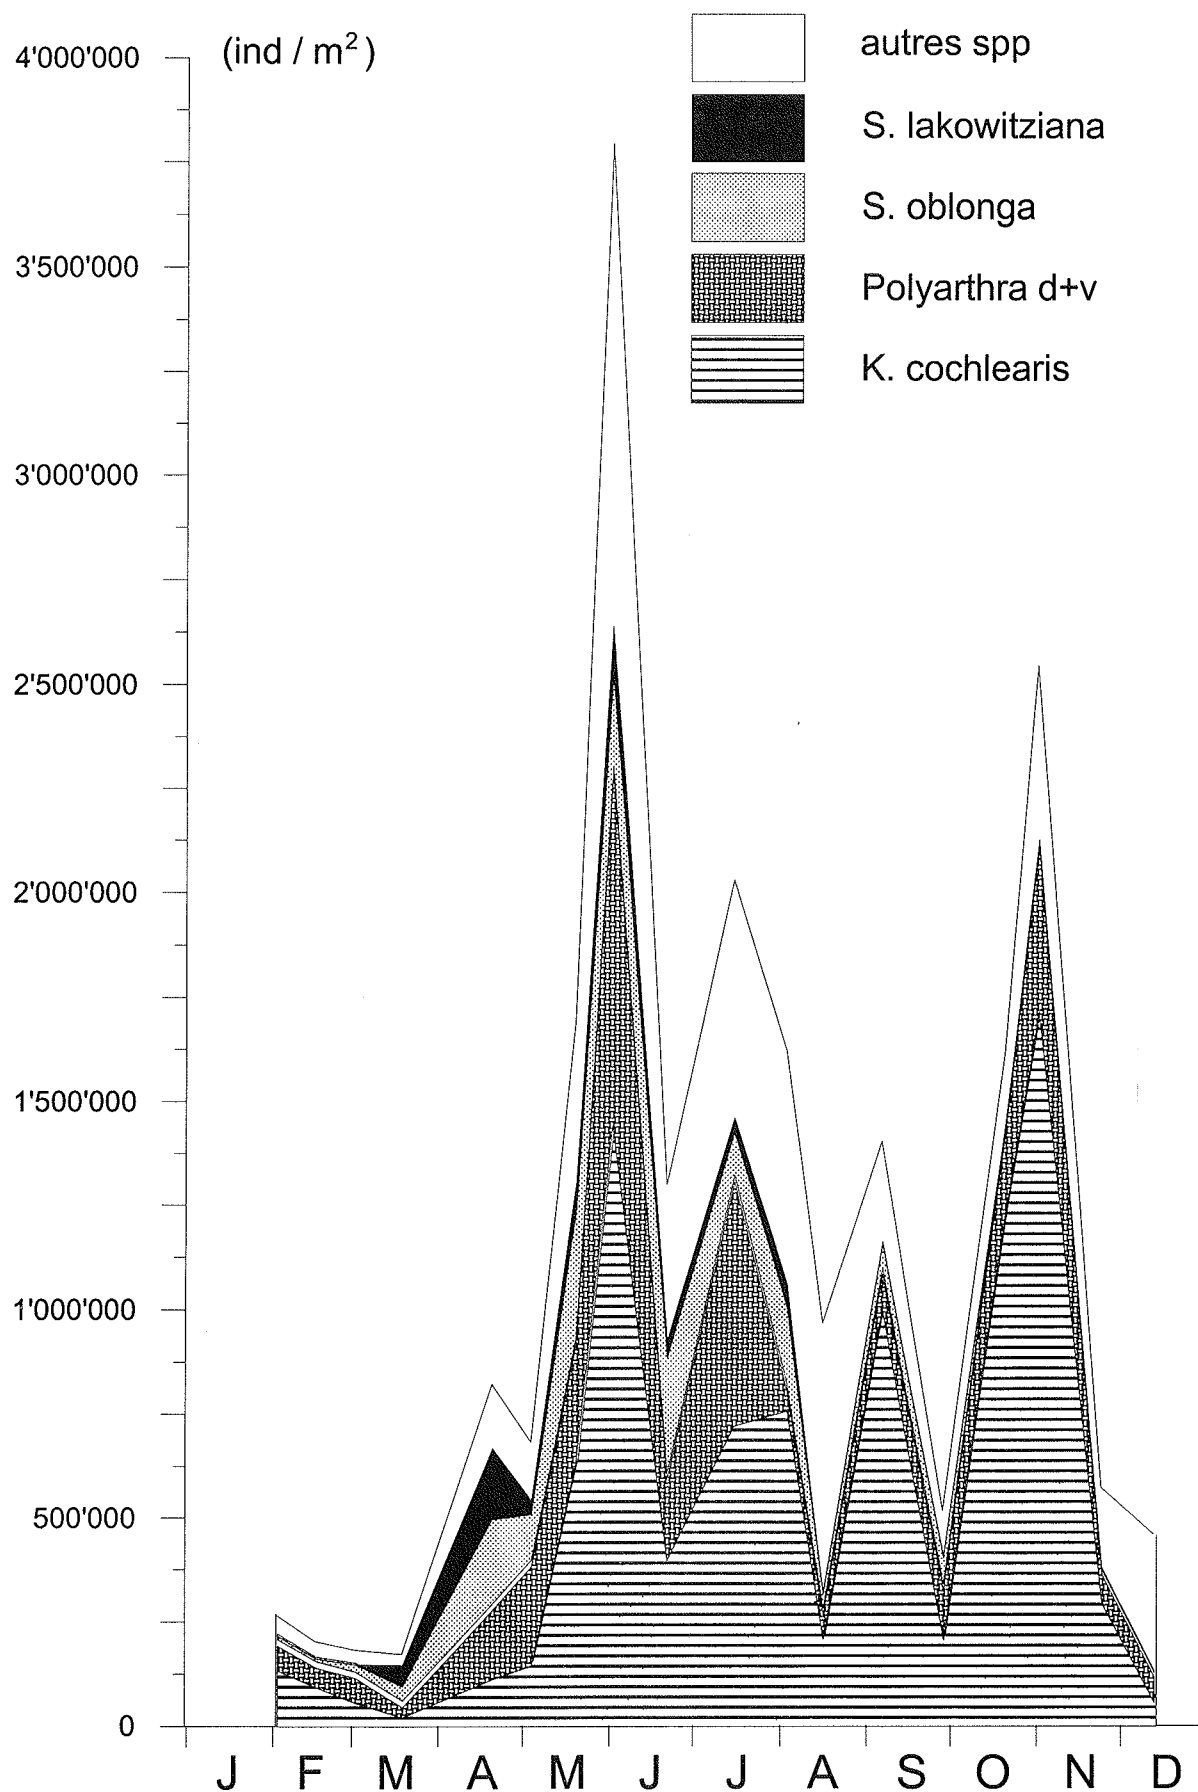 (ind / m²)
autres spp
S. lakowitziana
S. oblonga
Polyarthra d+v
K. cochlearis
4'000'000
3'500'000
3'000'000
2'500'000
2'000'000
1'500'000
1'000'000
500'000
0
J F M A M J J A S O N D